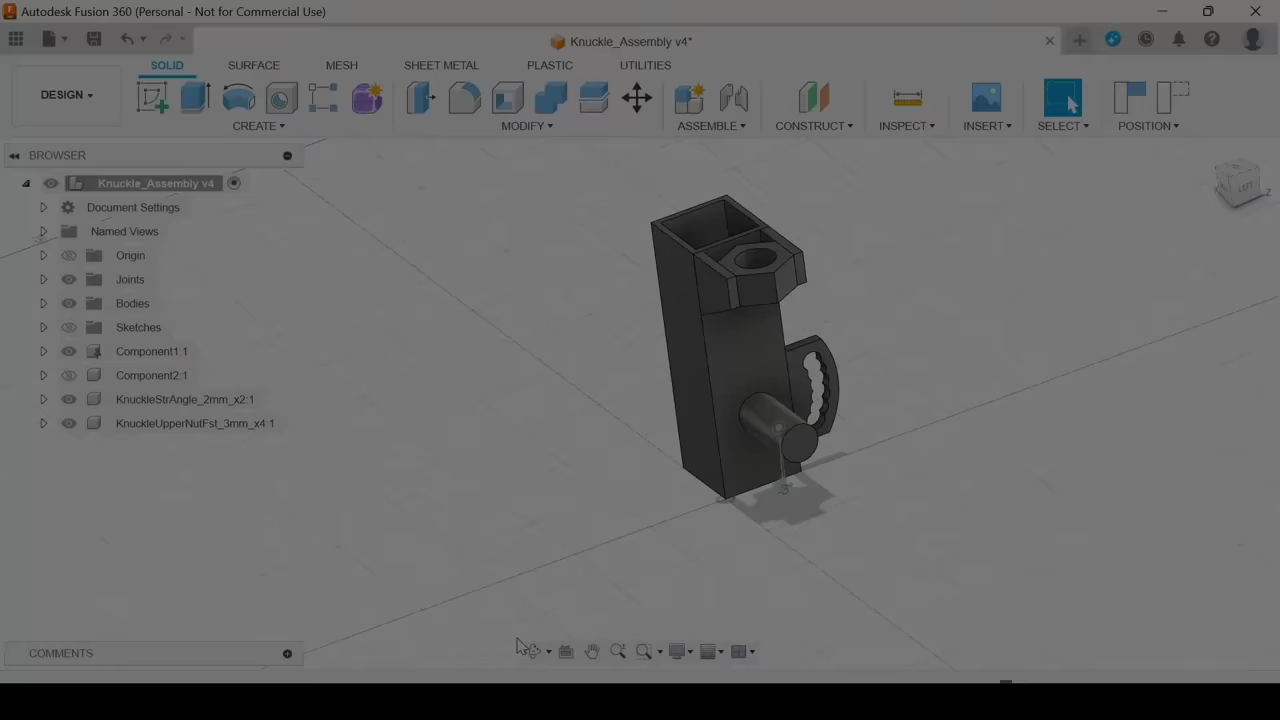 Autodesk Fusion 360 (Personal - Not for Commercial Use)
Knuckle_Assembly v4*
SOLID SURFACE MESH SHEET METAL PLASTIC UTILITIES
DESIGN
CREATE MODIFY ASSEMBLE CONSTRUCT INSPECT INSERT SELECT POSITION
BROWSER
Knuckle_Assembly v4
Document Settings
Named Views
Origin
Joints
Bodies
Sketches
Component1:1
Component2:1
KnuckleStrAngle_2mm_x2:1
KnuckleUpperNutFst_3mm_x4:1
LEFT
Z
COMMENTS